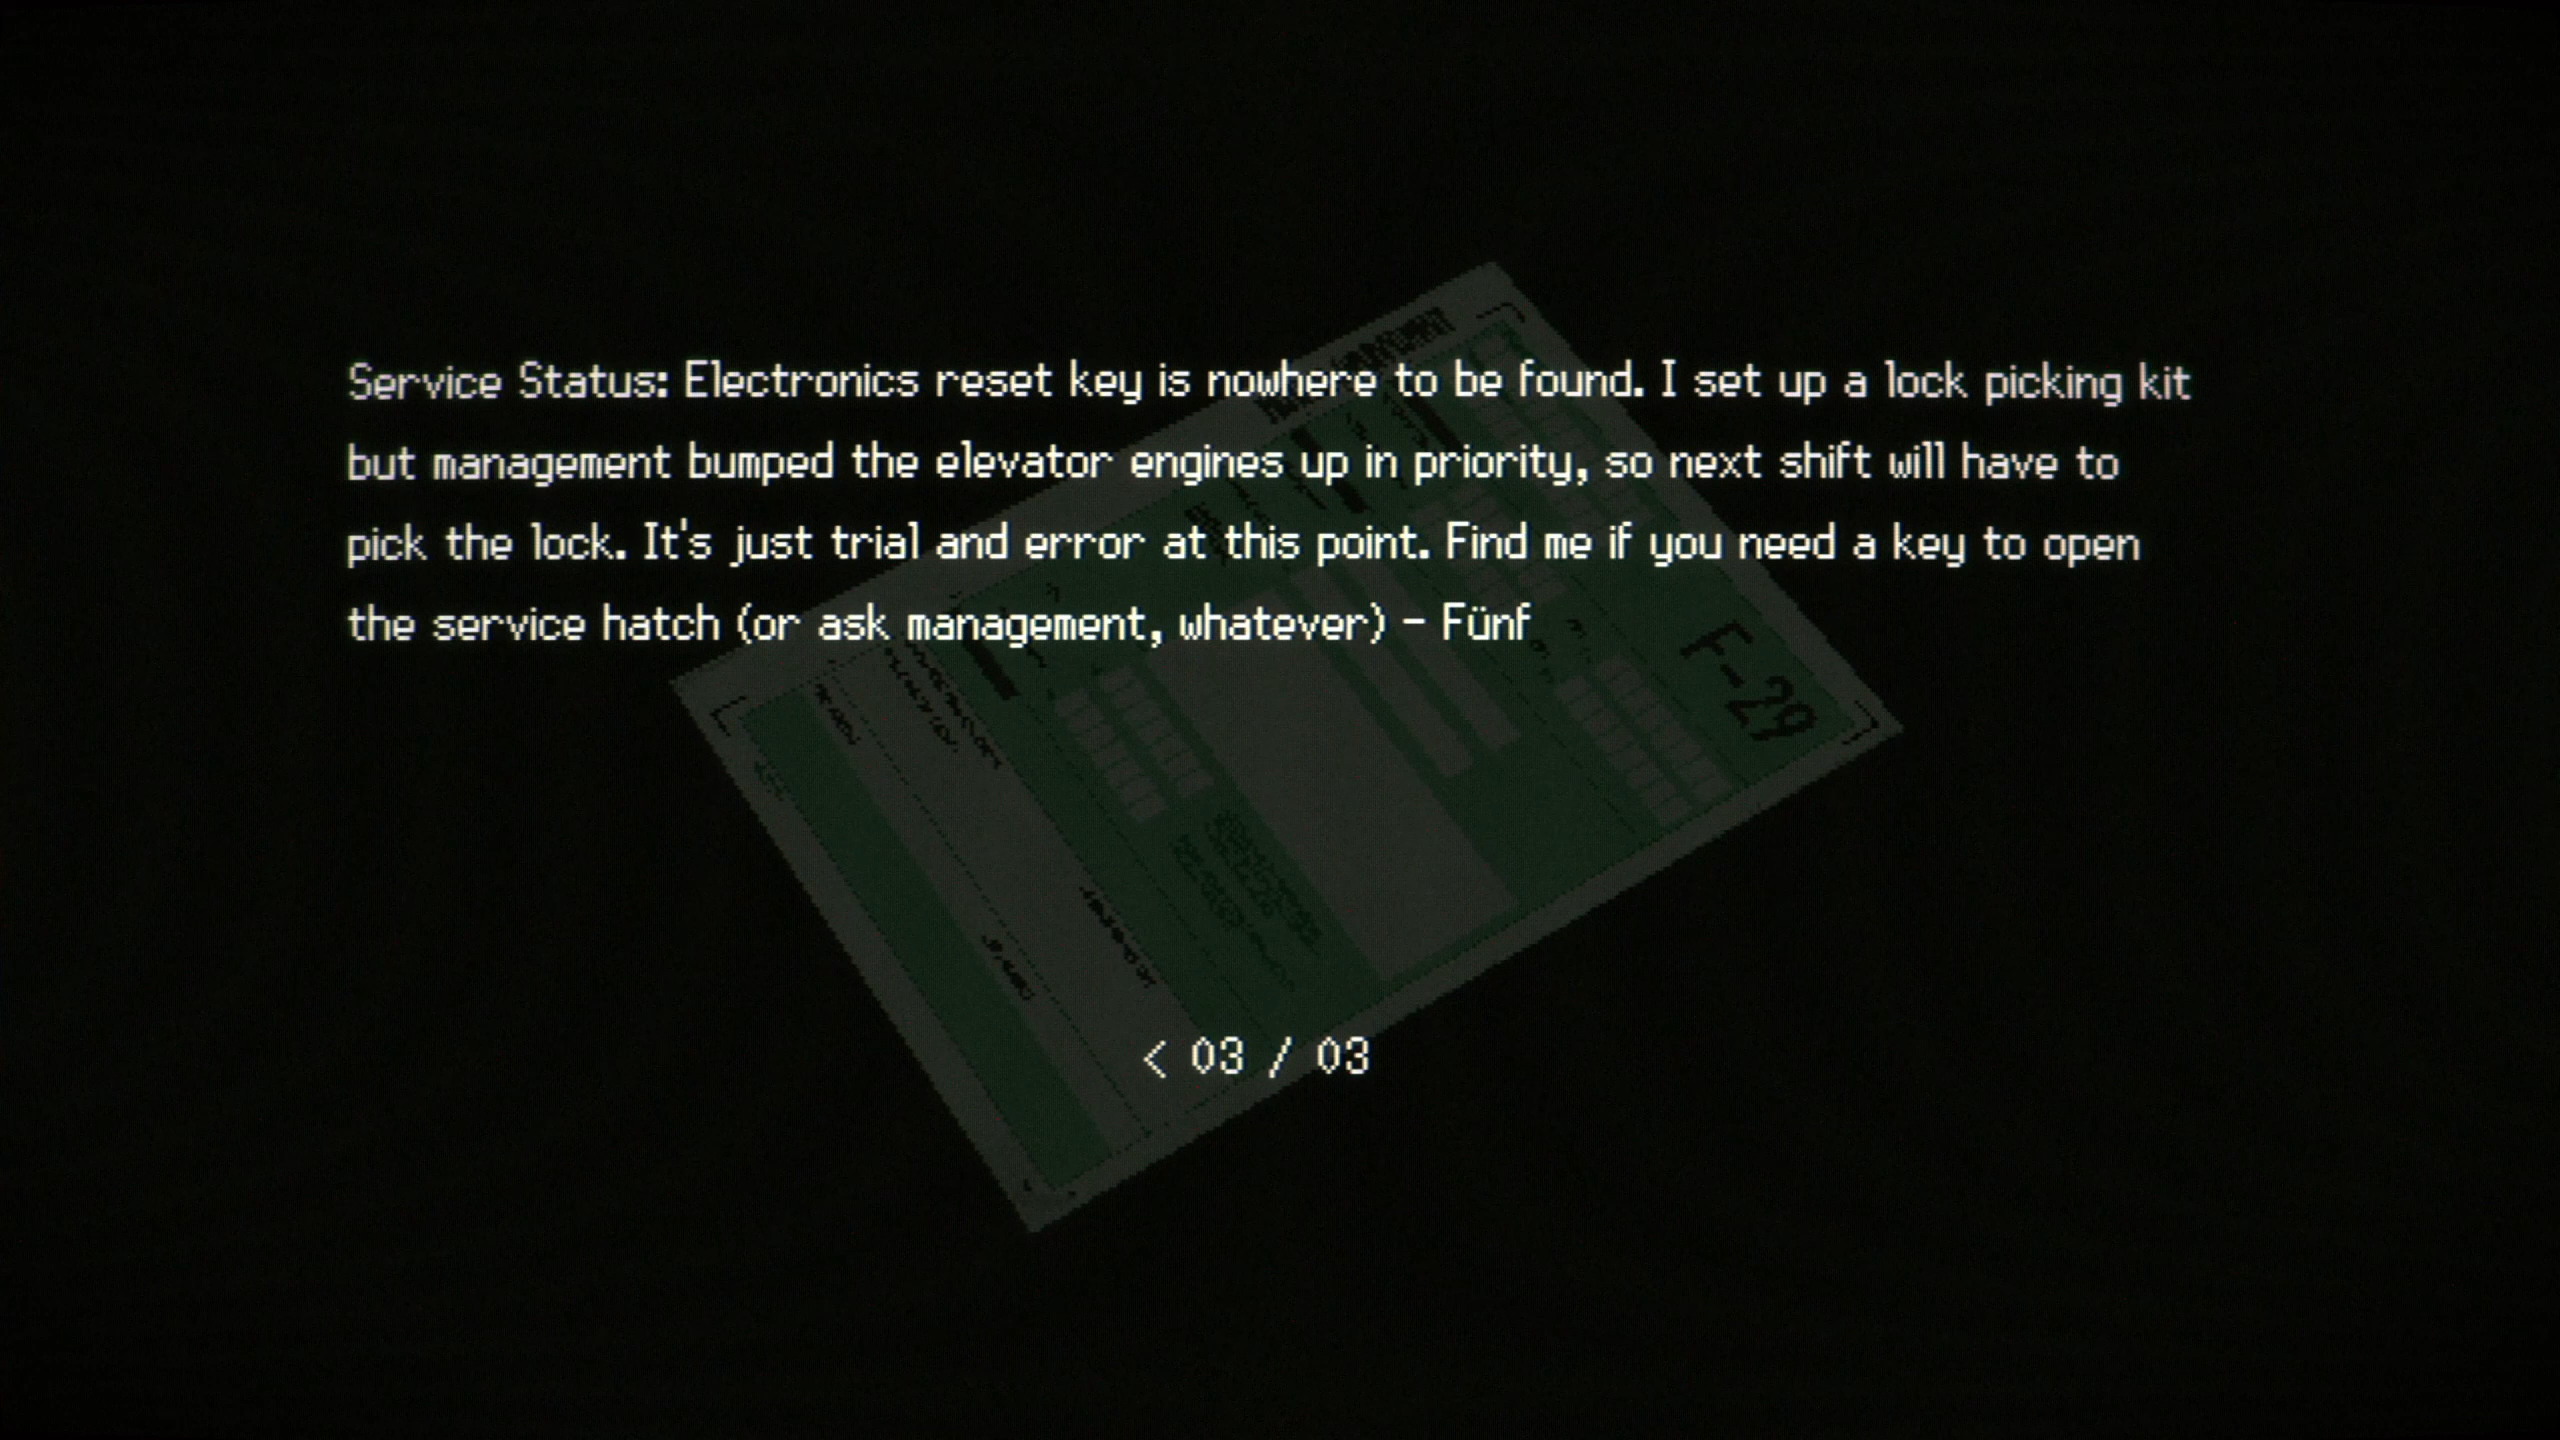 Service Status: Electronics reset key is nowhere to be found. I set up a lock picking kit
but management bumped the elevator engines up in priority, so next shift will have to
pick the lock. It's just trial and error at this point. Find me if you need a key to open
the service hatch (or ask management, whatever) - Fünf
F-29
< 03 / 03